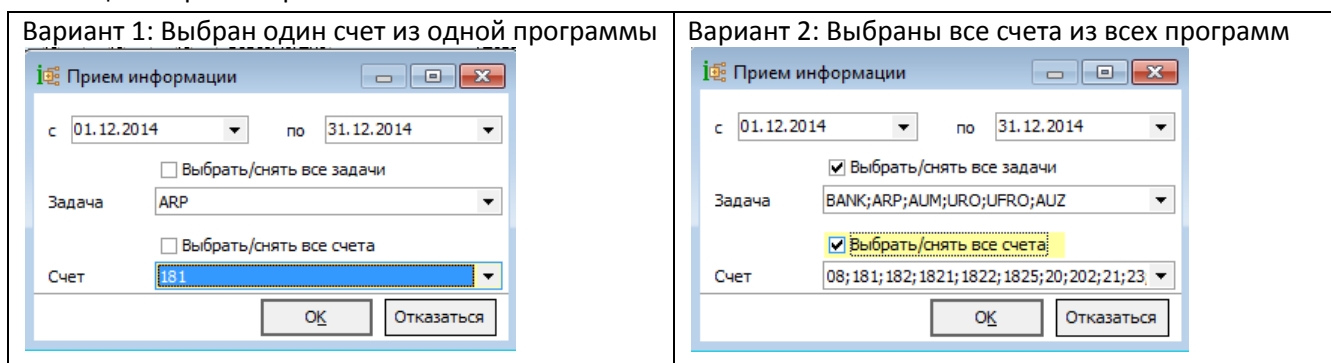 Вариант 1: Выбран один счет из одной программы
Прием информации
с 01.12.2014 по 31.12.2014
Выбрать/снять все задачи
Задача ARP
Выбрать/снять все счета
Счет 181
OK Отказаться
Вариант 2: Выбраны все счета из всех программ
Прием информации
с 01.12.2014 по 31.12.2014
Выбрать/снять все задачи
Задача BANK;ARP;AUM;URO;UFRO;AUZ
Выбрать/снять все счета
Счет 08;181;182;1821;1822;1825;20;202;21;23;
OK Отказаться